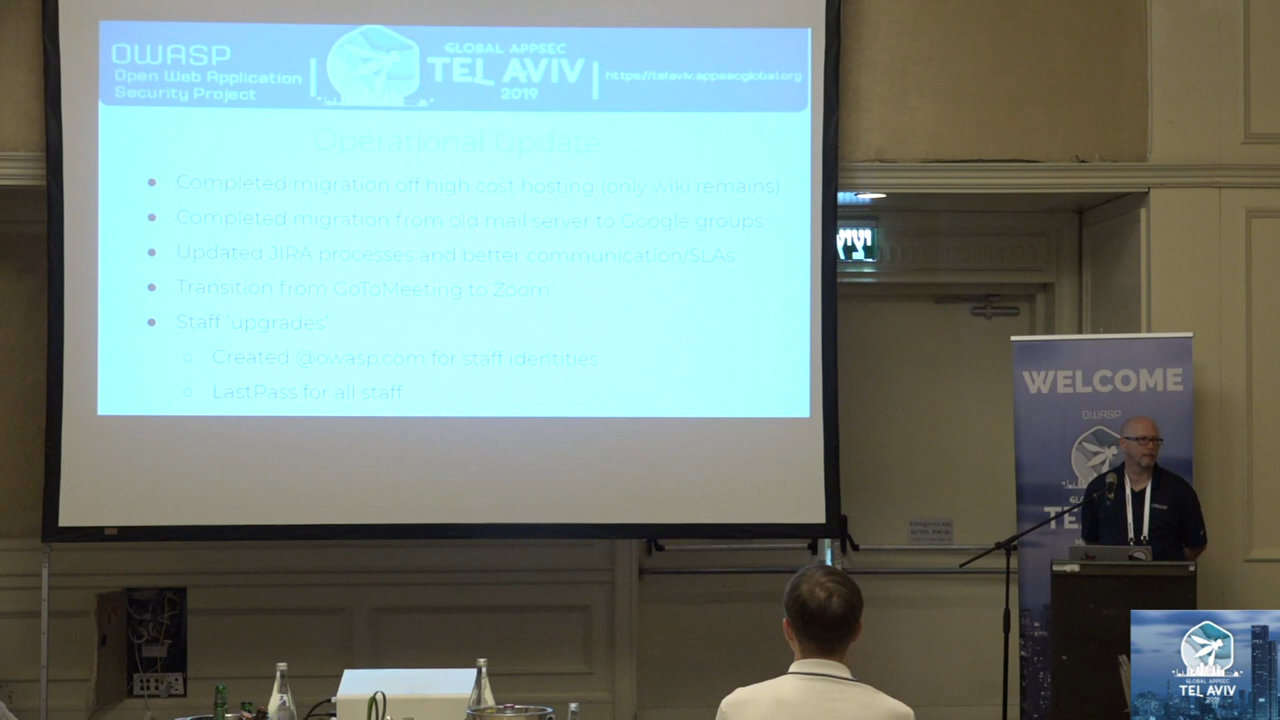 OWASP
Open Web Application
Security Project
GLOBAL APPSEC
TEL AVIV
2019
https://telaviv.appsecglobal.org
Operational Update
Completed migration off high cost hosting (only wiki remains)
Completed migration from old mail server to Google groups
Updated JIRA processes and better communication/SLAs
Transition from GoToMeeting to Zoom
Staff 'upgrades'
Created @owasp.com for staff identities
LastPass for all staff
יציאה
WELCOME
OWASP
GLOBAL APPSEC
TEL AVIV
2019